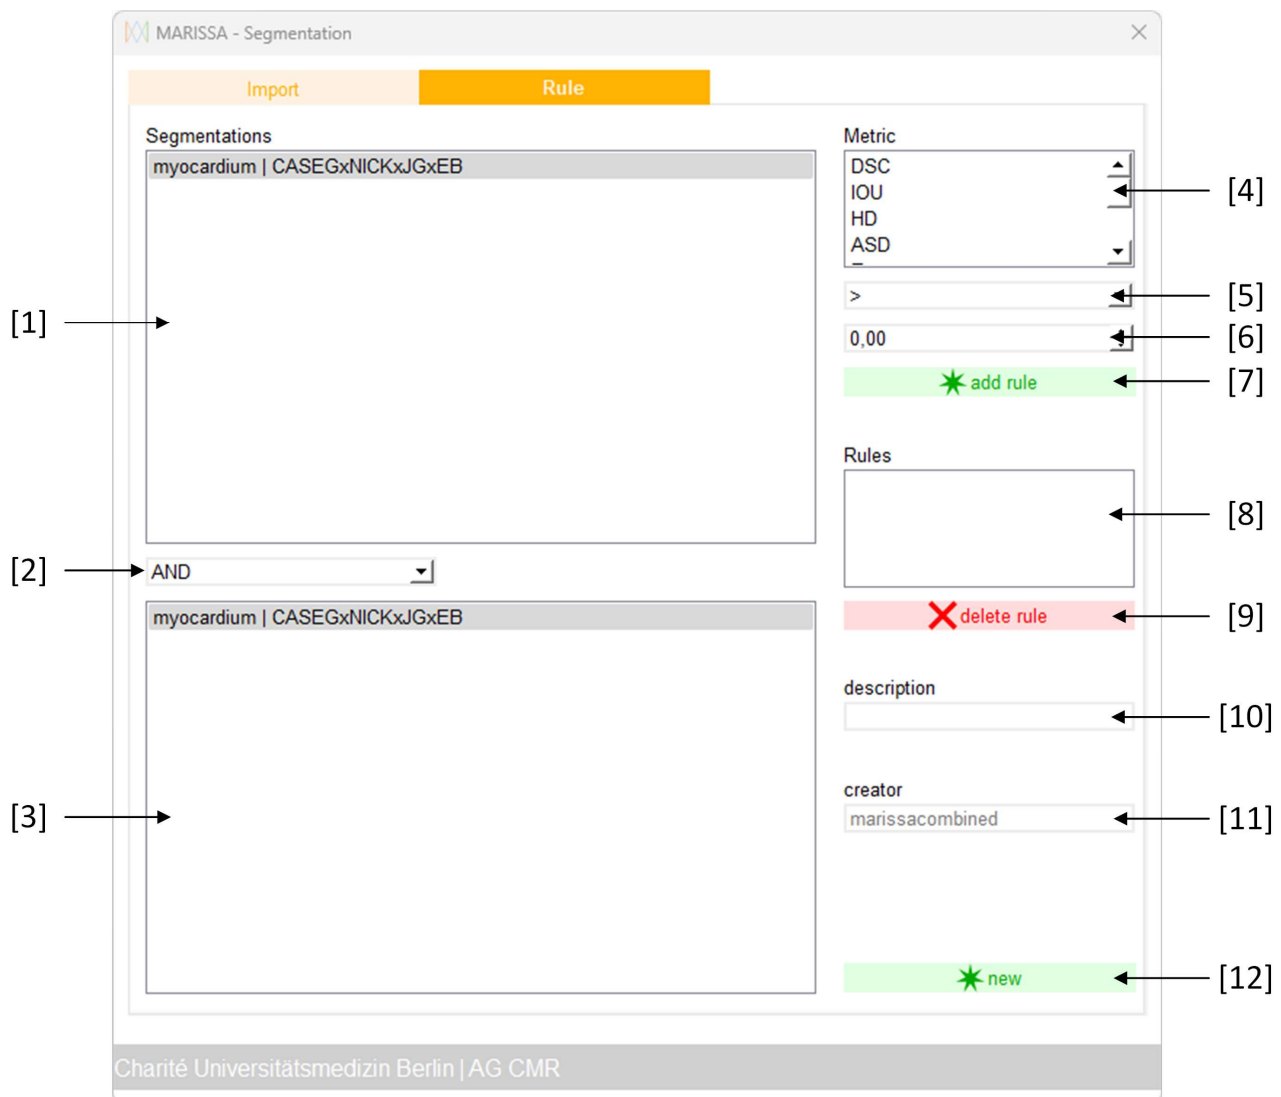 MARISSA - Segmentation
Import
Rule
Segmentations
myocardium | CASEGxNICKxJGxEB
[1]
[2]
AND
myocardium | CASEGxNICKxJGxEB
[3]
Metric
DSC
IOU
HD
ASD
[4]
>
[5]
0,00
[6]
add rule
[7]
Rules
[8]
delete rule
[9]
description
[10]
creator
marissacombined
[11]
new
[12]
Charité Universitätsmedizin Berlin | AG CMR